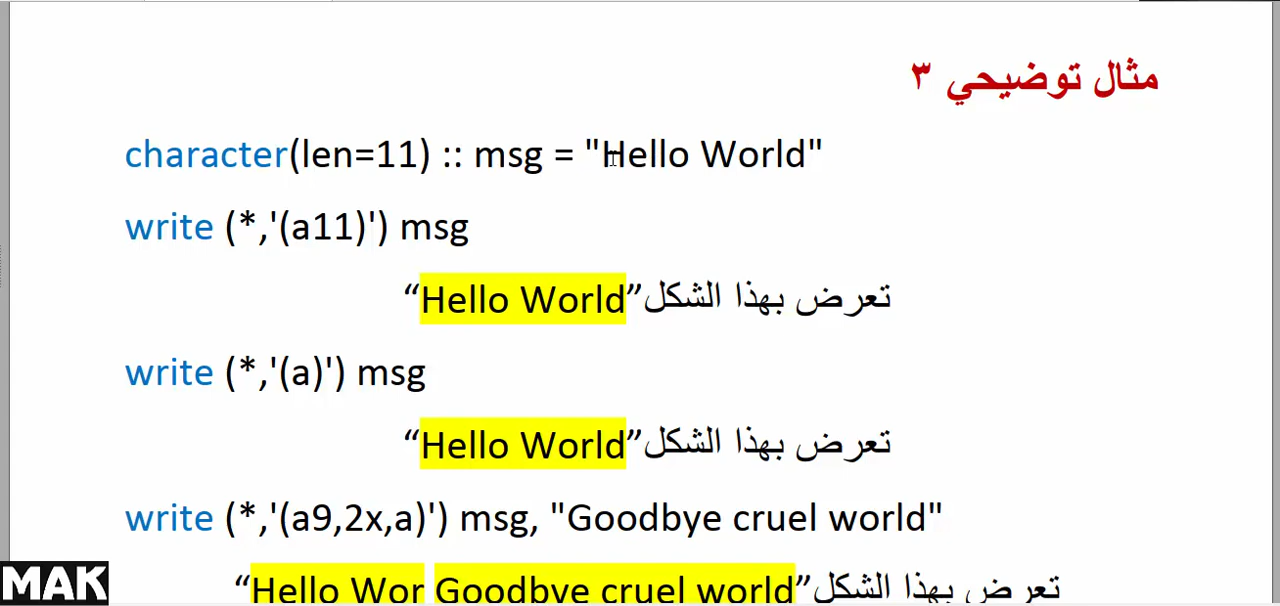 مثال توضيحي ٣
character(len=11) :: msg = "Hello World"
write (*,'(a11)') msg
تعرض بهذا الشكل “Hello World”
write (*,'(a)') msg
تعرض بهذا الشكل “Hello World”
write (*,'(a9,2x,a)') msg, "Goodbye cruel world"
تعرض بهذا الشكل “Hello Wor Goodbye cruel world”
MAK